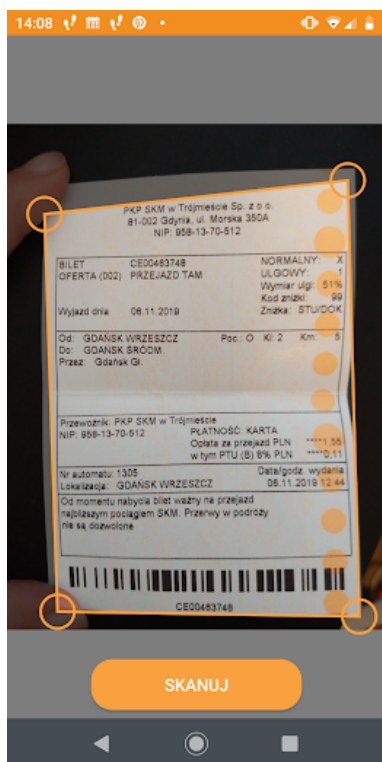 14:08
PKP SKM w Trójmieście Sp. z o.o.
81-002 Gdynia, ul. Morska 350A
NIP: 958-13-70-512
BILET CE00463748 NORMALNY: X
OFERTA (002) PRZEJAZD TAM ULGOWY: 1
Wymiar ulgi: 51%
Kod zniżki: 99
Wyjazd dnia 06.11.2019 Zniżka: STU/DOK
Od: GDAŃSK WRZESZCZ Poc.: O Kl: 2 Km: 5
Do: GDAŃSK ŚRÓDM.
Przez: Gdańsk Gł.
Przewoźnik: PKP SKM w Trójmieście
NIP: 958-13-70-512 PŁATNOŚĆ: KARTA
Opłata za przejazd PLN ****1,55
w tym PTU (B) 8% PLN ****0,11
Nr automatu: 1305 Data/godz. wydania
Lokalizacja: GDAŃSK WRZESZCZ 06.11.2019 12:44
Od momentu nabycia bilet ważny na przejazd
najbliższym pociągiem SKM. Przerwy w podróży
nie są dozwolone
CE00463748
SKANUJ